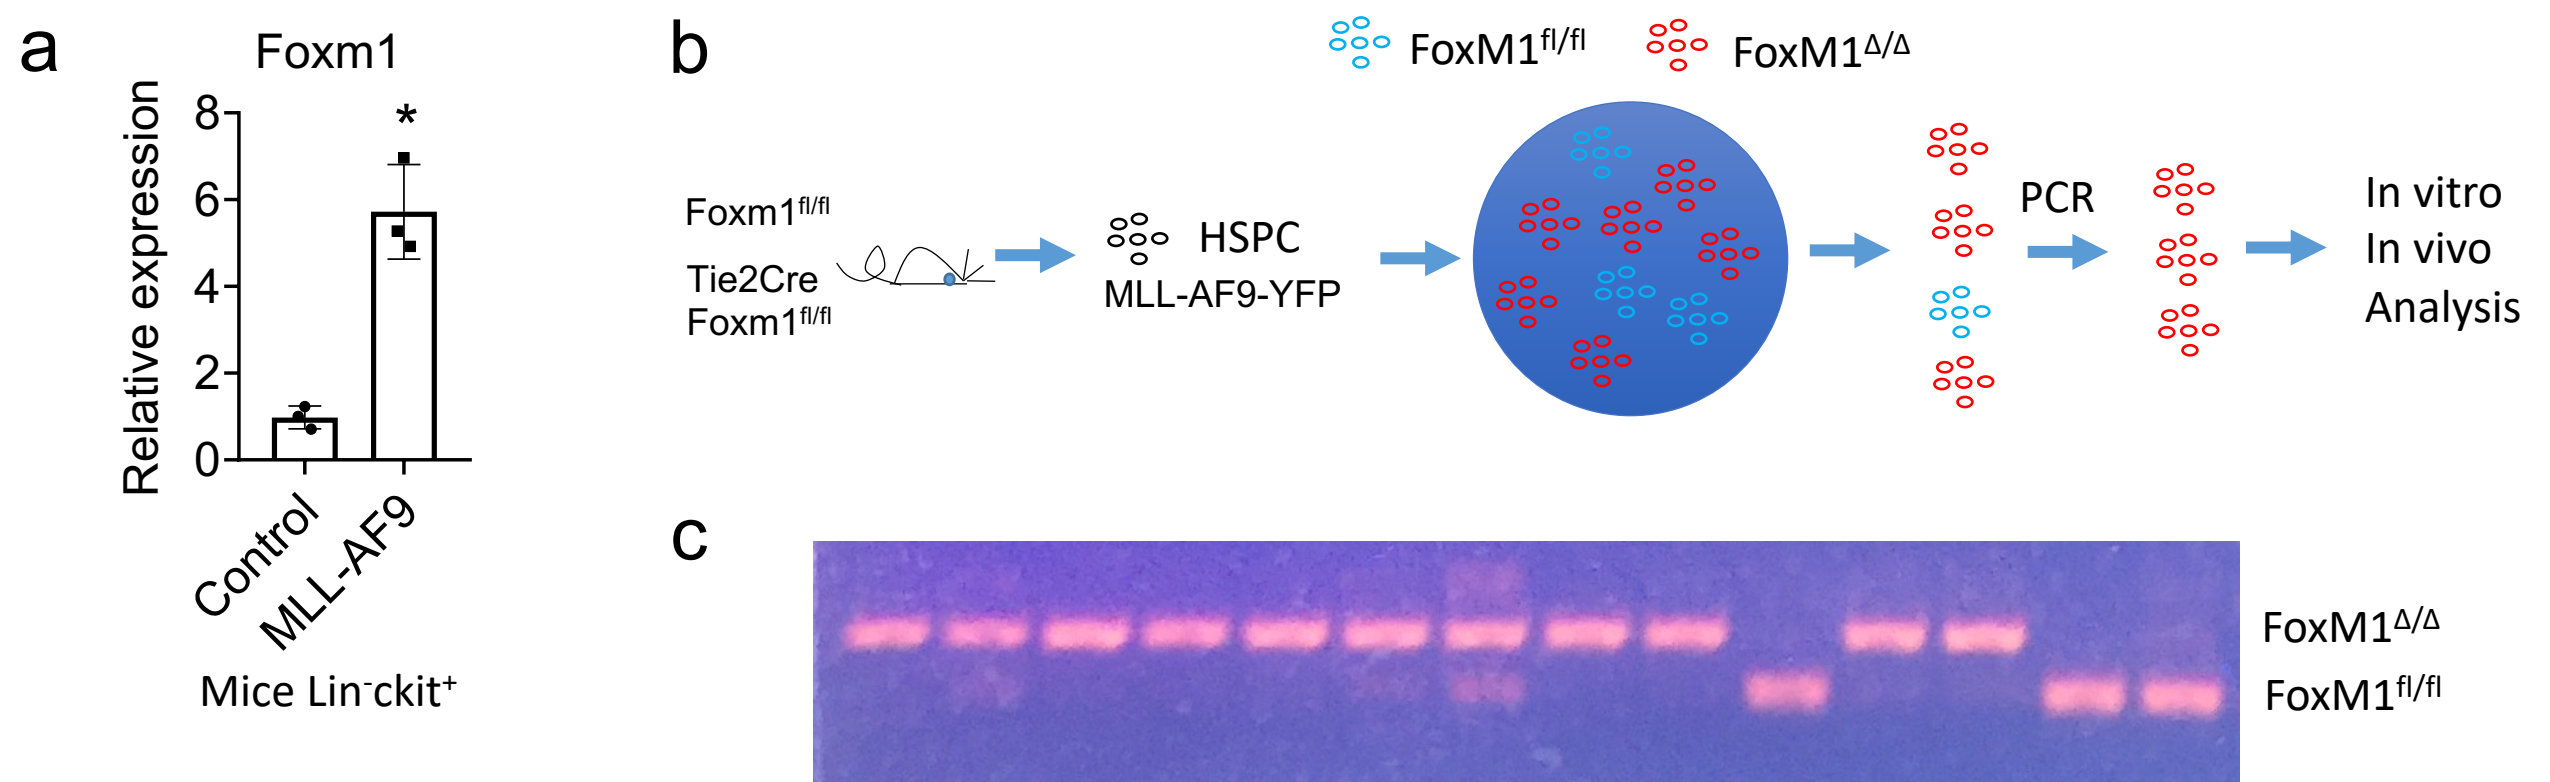 a
Foxm1
Relative expression
8
6
4
2
0
*
Control
MLL-AF9
Mice Lin⁻ckit⁺
b
FoxM1ᶠˡ/ᶠˡ
FoxM1Δ/Δ
Foxm1ᶠˡ/ᶠˡ
Tie2Cre
Foxm1ᶠˡ/ᶠˡ
HSPC
MLL-AF9-YFP
PCR
In vitro
In vivo
Analysis
c
FoxM1Δ/Δ
FoxM1ᶠˡ/ᶠˡ